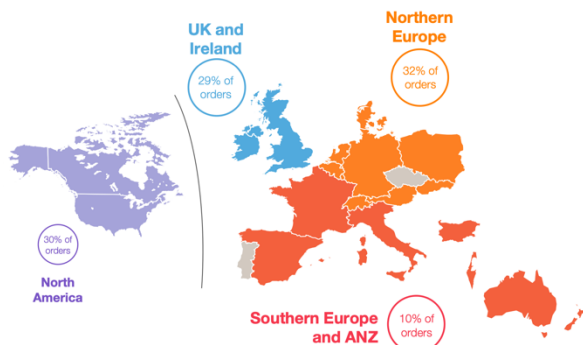 UK and
Ireland
29% of
orders
Northern
Europe
32% of
orders
30% of
orders
North
America
Southern Europe
and ANZ
10% of
orders